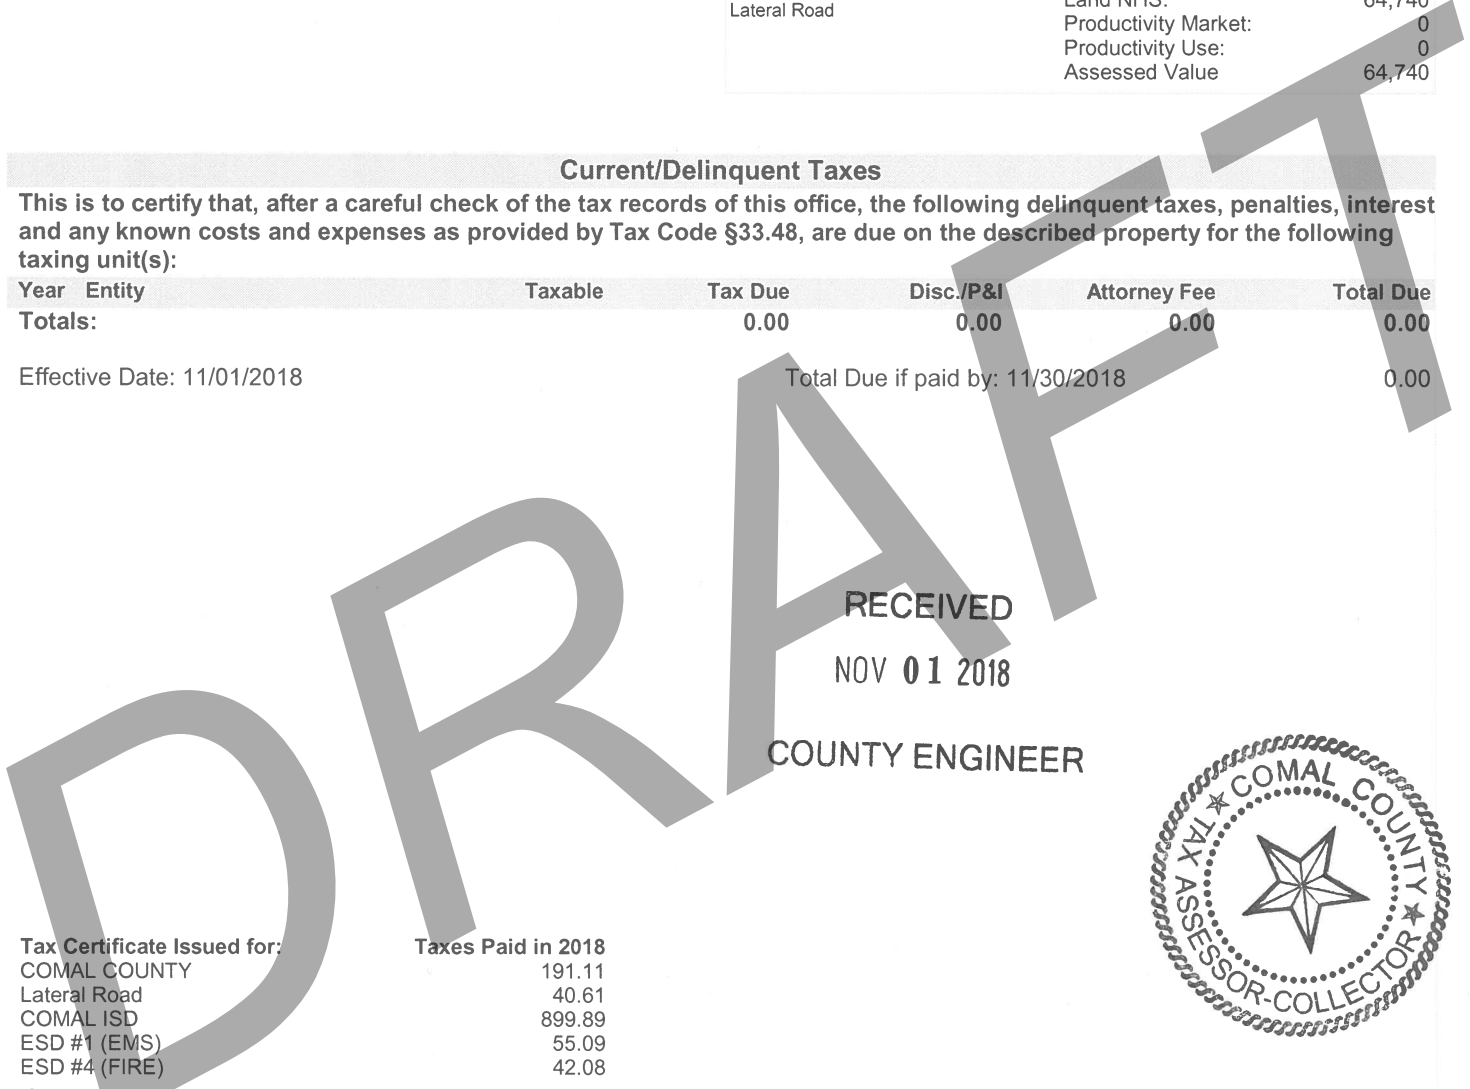 Lateral Road
Land NHS: 64,740
Productivity Market: 0
Productivity Use: 0
Assessed Value 64,740
Current/Delinquent Taxes
This is to certify that, after a careful check of the tax records of this office, the following delinquent taxes, penalties, interest
and any known costs and expenses as provided by Tax Code §33.48, are due on the described property for the following
taxing unit(s):
Year Entity Taxable Tax Due Disc./P&I Attorney Fee Total Due
Totals: 0.00 0.00 0.00 0.00
Effective Date: 11/01/2018 Total Due if paid by: 11/30/2018 0.00
DRAFT
RECEIVED
NOV 01 2018
COUNTY ENGINEER
COMAL COUNTY
TAX ASSESSOR-COLLECTOR
Tax Certificate Issued for: Taxes Paid in 2018
COMAL COUNTY 191.11
Lateral Road 40.61
COMAL ISD 899.89
ESD #1 (EMS) 55.09
ESD #4 (FIRE) 42.08